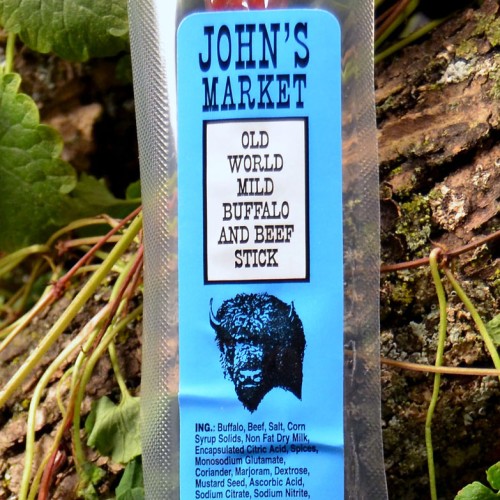 JOHN'S
MARKET
OLD
WORLD
MILD
BUFFALO
AND BEEF
STICK
ING.: Buffalo, Beef, Salt, Corn
Syrup Solids, Non Fat Dry Milk,
Encapsulated Citric Acid, Spices,
Monosodium Glutamate,
Coriander, Marjoram, Dextrose,
Mustard Seed, Ascorbic Acid,
Sodium Citrate, Sodium Nitrite,